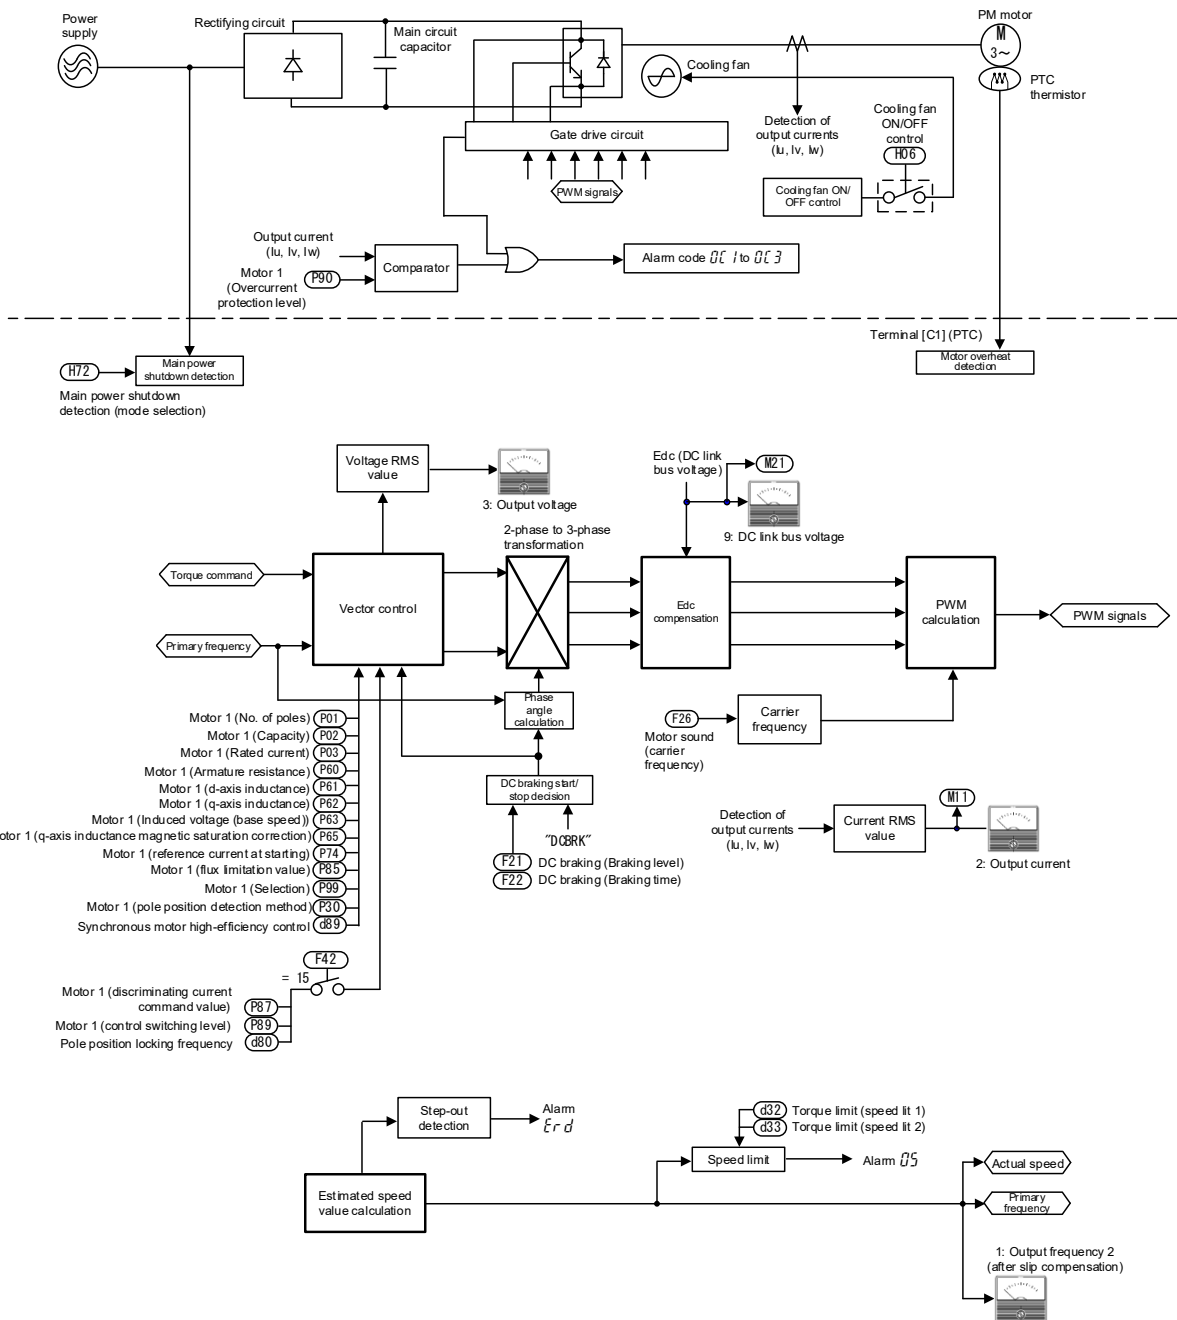 Power
supply
Rectifying circuit
Main circuit
capacitor
PM motor
M
3~
PTC
thermistor
Cooling fan
Detection of
output currents
(Iu, Iv, Iw)
Cooling fan
ON/OFF
control
H06
Gate drive circuit
PWM signals
Cooling fan ON/
OFF control
Output current
(Iu, Iv, Iw)
Motor 1
(Overcurrent
protection level)
P90
Comparator
Alarm code OC1 to OC3
Terminal [C1] (PTC)
Motor overheat
detection
H72
Main power
shutdown detection
Main power shutdown
detection (mode selection)
Voltage RMS
value
3: Output voltage
Edc (DC link
bus voltage)
M21
9: DC link bus voltage
2-phase to 3-phase
transformation
Torque command
Primary frequency
Vector control
Edc
compensation
PWM
calculation
PWM signals
Phase
angle
calculation
F26
Motor sound
(carrier
frequency)
Carrier
frequency
DC braking start/
stop decision
"DCBRK"
F21 DC braking (Braking level)
F22 DC braking (Braking time)
Detection of
output currents
(Iu, Iv, Iw)
Current RMS
value
M11
2: Output current
Motor 1 (No. of poles) P01
Motor 1 (Capacity) P02
Motor 1 (Rated current) P03
Motor 1 (Armature resistance) P60
Motor 1 (d-axis inductance) P61
Motor 1 (q-axis inductance) P62
Motor 1 (Induced voltage (base speed)) P63
otor 1 (q-axis inductance magnetic saturation correction) P65
Motor 1 (reference current at starting) P74
Motor 1 (flux limitation value) P85
Motor 1 (Selection) P99
Motor 1 (pole position detection method) P30
Synchronous motor high-efficiency control d89
F42
= 15
Motor 1 (discriminating current
command value) P87
Motor 1 (control switching level) P89
Pole position locking frequency d80
Step-out
detection
Alarm
Erd
d32 Torque limit (speed lit 1)
d33 Torque limit (speed lit 2)
Speed limit
Alarm OS
Estimated speed
value calculation
Actual speed
Primary
frequency
1: Output frequency 2
(after slip compensation)